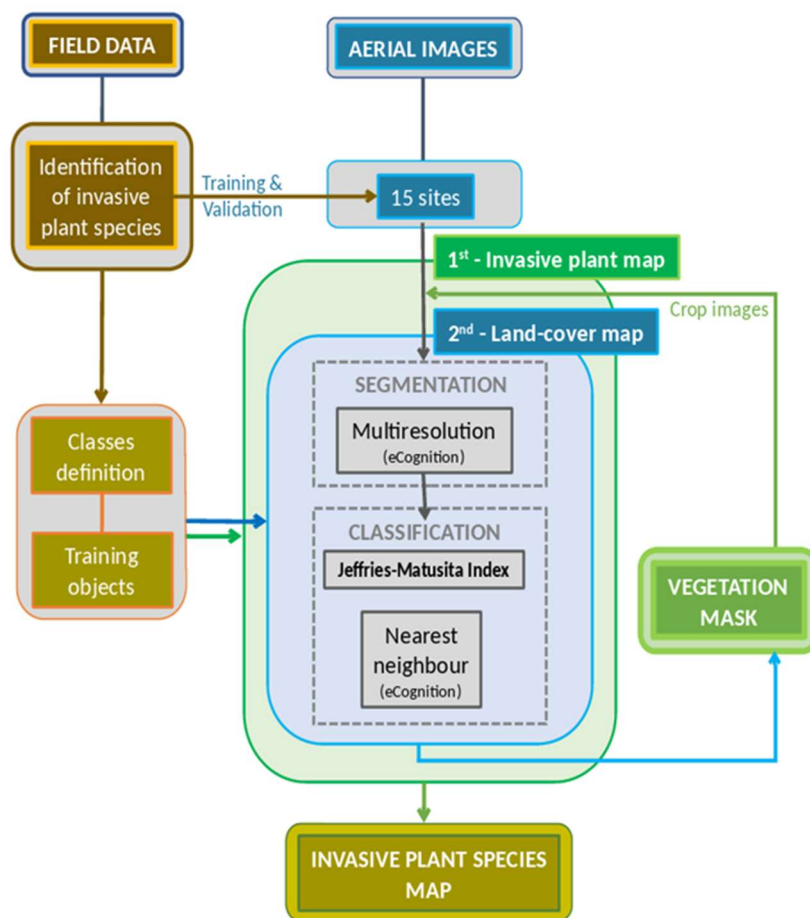 FIELD DATA
AERIAL IMAGES
Identification
of invasive
plant species
Training &
Validation
15 sites
1st - Invasive plant map
Crop images
2nd - Land-cover map
SEGMENTATION
Multiresolution
(eCognition)
Classes
definition
Training
objects
CLASSIFICATION
Jeffries-Matusita Index
Nearest
neighbour
(eCognition)
VEGETATION
MASK
INVASIVE PLANT SPECIES
MAP